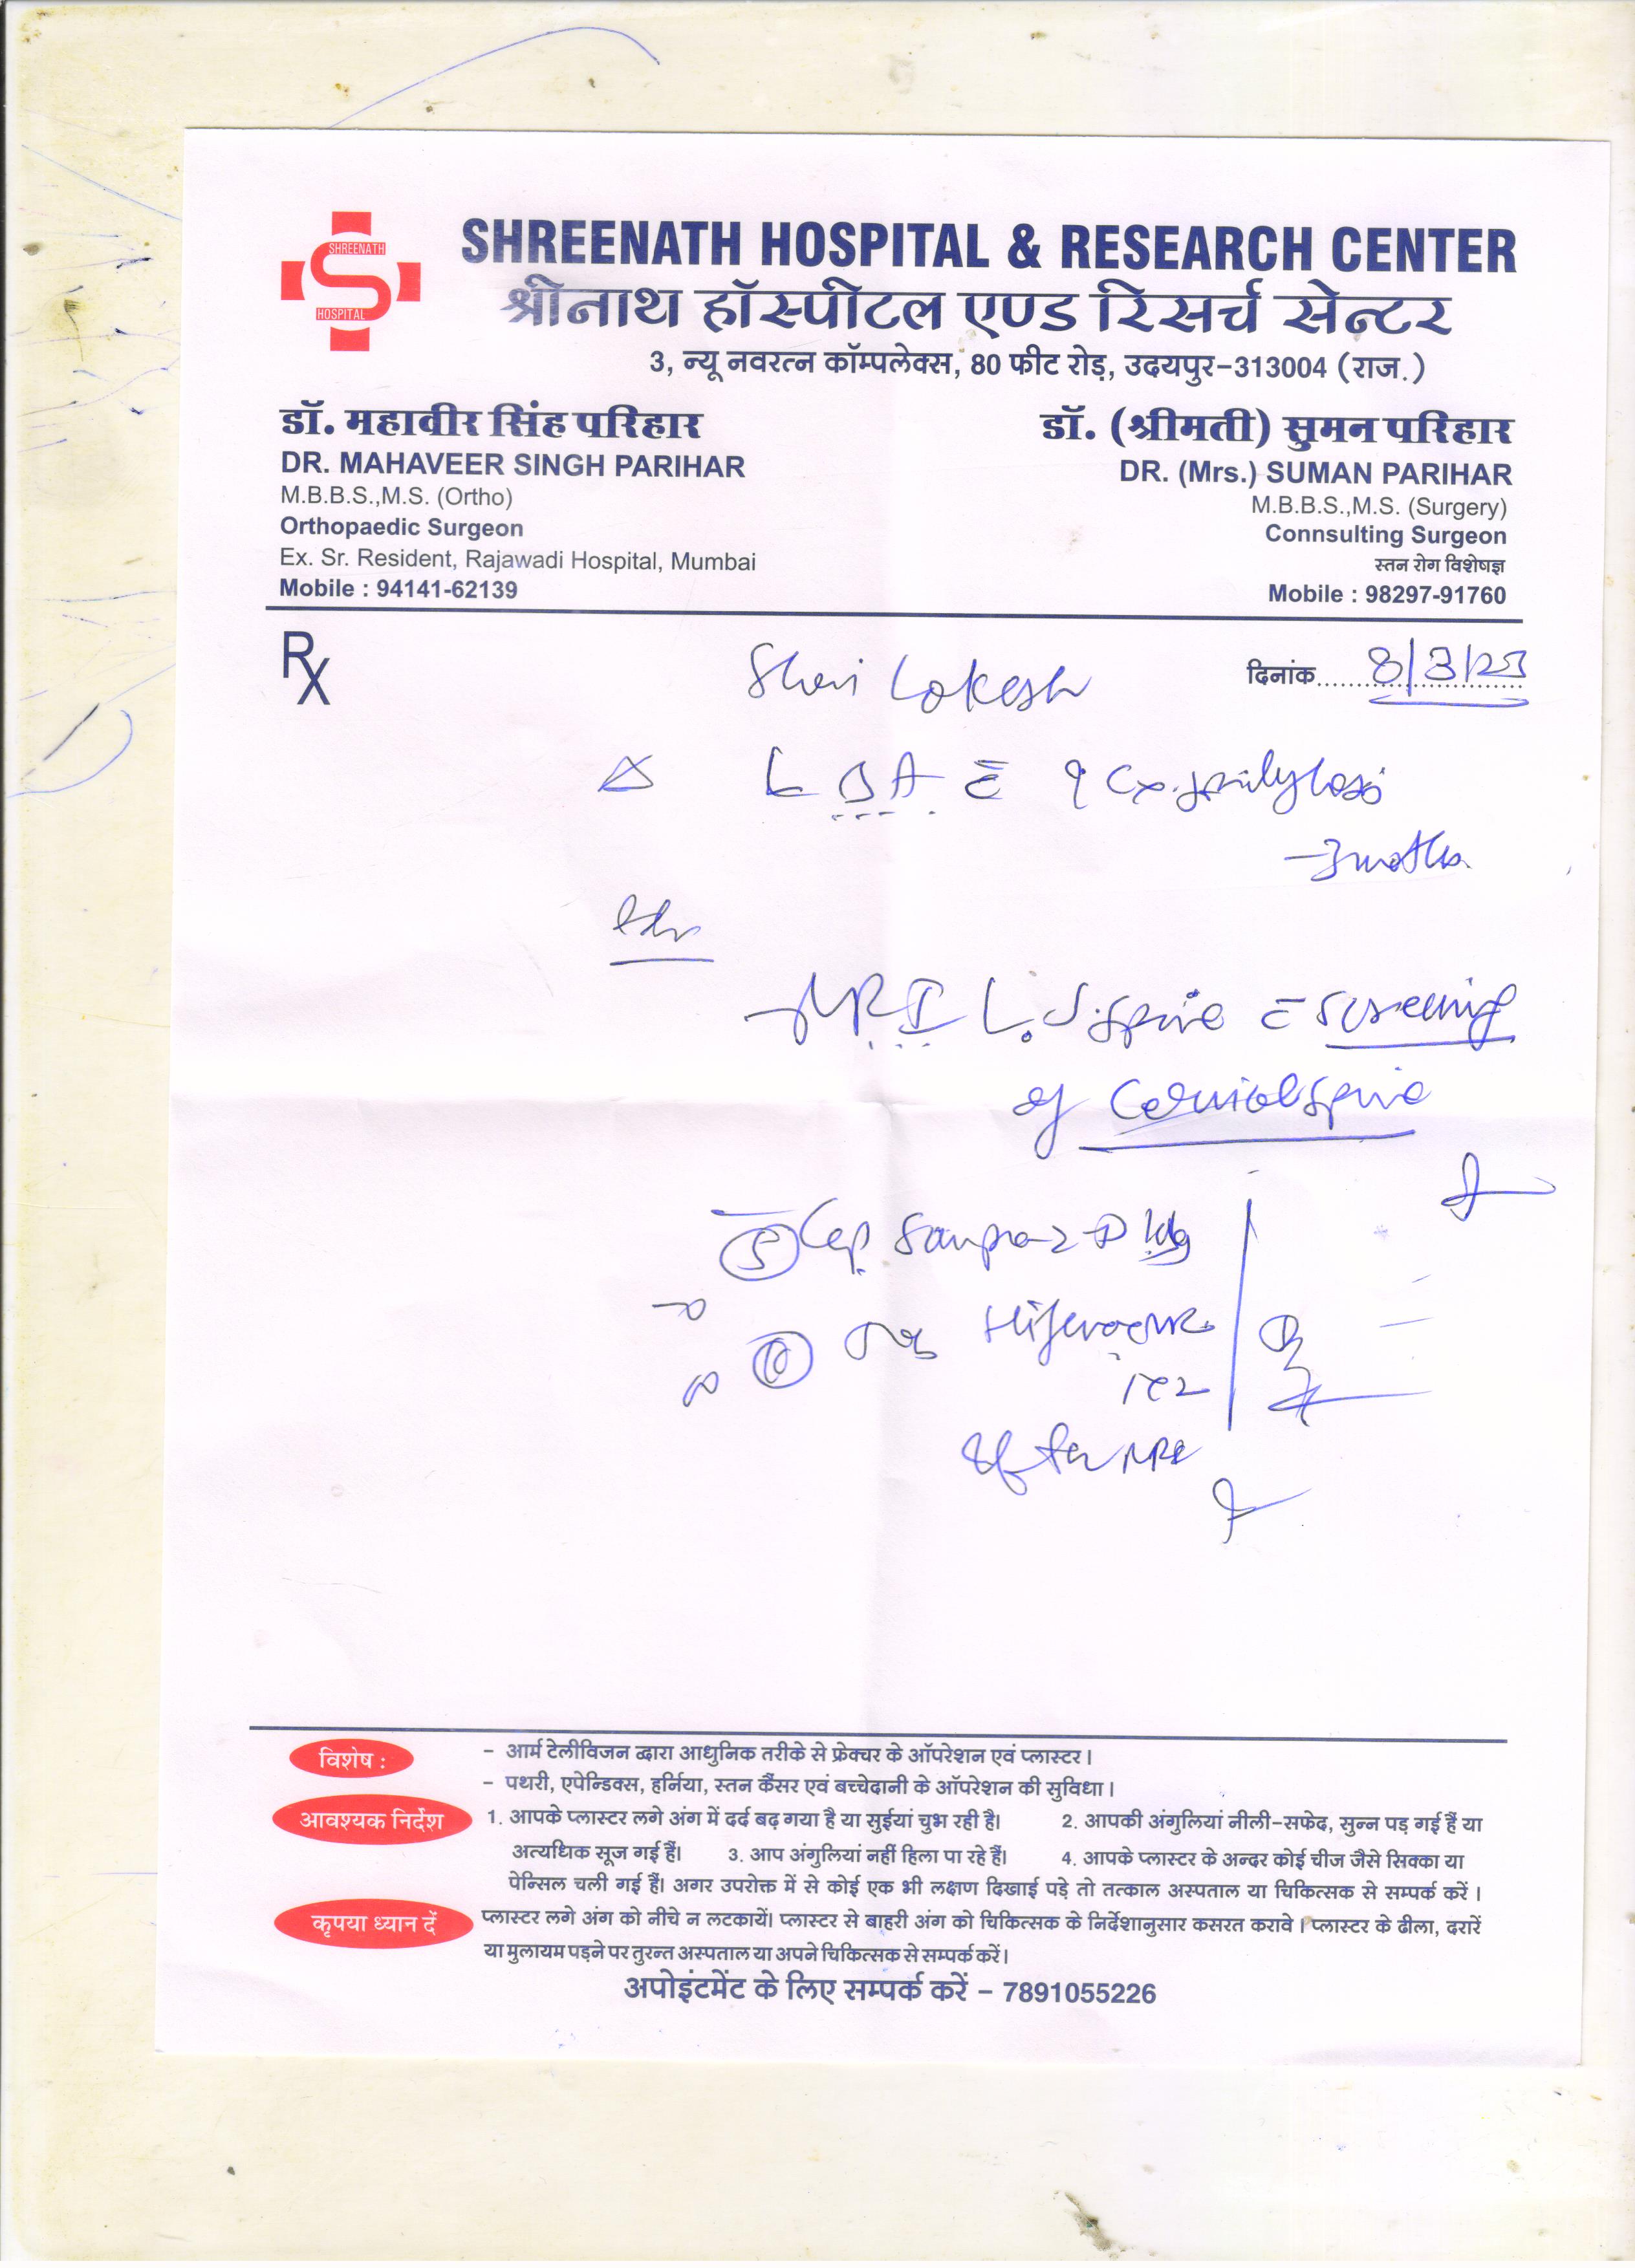 SHREENATH
HOSPITAL
SHREENATH HOSPITAL & RESEARCH CENTER
श्रीनाथ हॉस्पीटल एण्ड रिसर्च सेन्टर
3, न्यू नवरत्न कॉम्पलेक्स, 80 फीट रोड़, उदयपुर-313004 (राज.)
डॉ. महावीर सिंह परिहार
DR. MAHAVEER SINGH PARIHAR
M.B.B.S.,M.S. (Ortho)
Orthopaedic Surgeon
Ex. Sr. Resident, Rajawadi Hospital, Mumbai
Mobile : 94141-62139
डॉ. (श्रीमती) सुमन परिहार
DR. (Mrs.) SUMAN PARIHAR
M.B.B.S.,M.S. (Surgery)
Connsulting Surgeon
स्तन रोग विशेषज्ञ
Mobile : 98297-91760
Rx
Shri Lokesh
दिनांक 8/3/23
Δ L B A c̄ ? Cx.
-3 months
MRI L.S. Spine c̄ screening
of Cervical spine
Cap
after MRI
विशेष :
- आर्म टेलीविजन द्वारा आधुनिक तरीके से फ्रेक्चर के ऑपरेशन एवं प्लास्टर।
- पथरी, एपेन्डिक्स, हर्निया, स्तन कैंसर एवं बच्चेदानी के ऑपरेशन की सुविधा।
आवश्यक निर्देश
1. आपके प्लास्टर लगे अंग में दर्द बढ़ गया है या सुईयां चुभ रही है। 2. आपकी अंगुलियां नीली-सफेद, सुन्न पड़ गई हैं या
अत्यधिक सूज गई हैं। 3. आप अंगुलियां नहीं हिला पा रहे हैं। 4. आपके प्लास्टर के अन्दर कोई चीज जैसे सिक्का या
पेन्सिल चली गई हैं। अगर उपरोक्त में से कोई एक भी लक्षण दिखाई पड़े तो तत्काल अस्पताल या चिकित्सक से सम्पर्क करें ।
कृपया ध्यान दें
प्लास्टर लगे अंग को नीचे न लटकायें। प्लास्टर से बाहरी अंग को चिकित्सक के निर्देशानुसार कसरत करावे । प्लास्टर के ढीला, दरारें
या मुलायम पड़ने पर तुरन्त अस्पताल या अपने चिकित्सक से सम्पर्क करें।
अपोइंटमेंट के लिए सम्पर्क करें - 7891055226